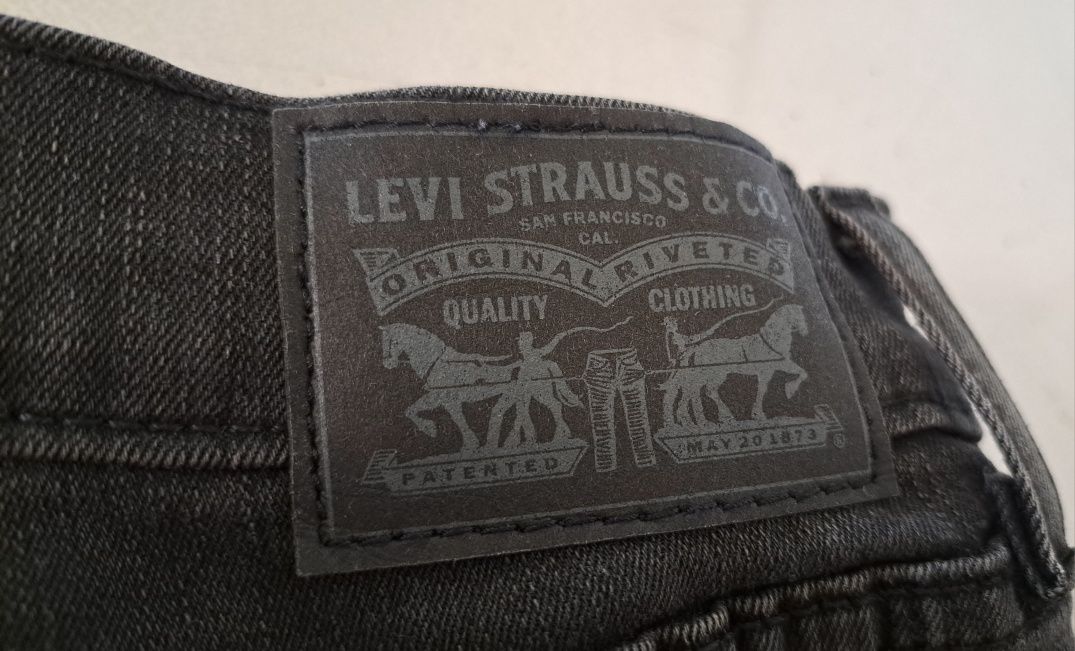 LEVI STRAUSS & CO.
SAN FRANCISCO
CAL.
ORIGINAL RIVETED
QUALITY CLOTHING
PATENTED MAY 20 1873 ®